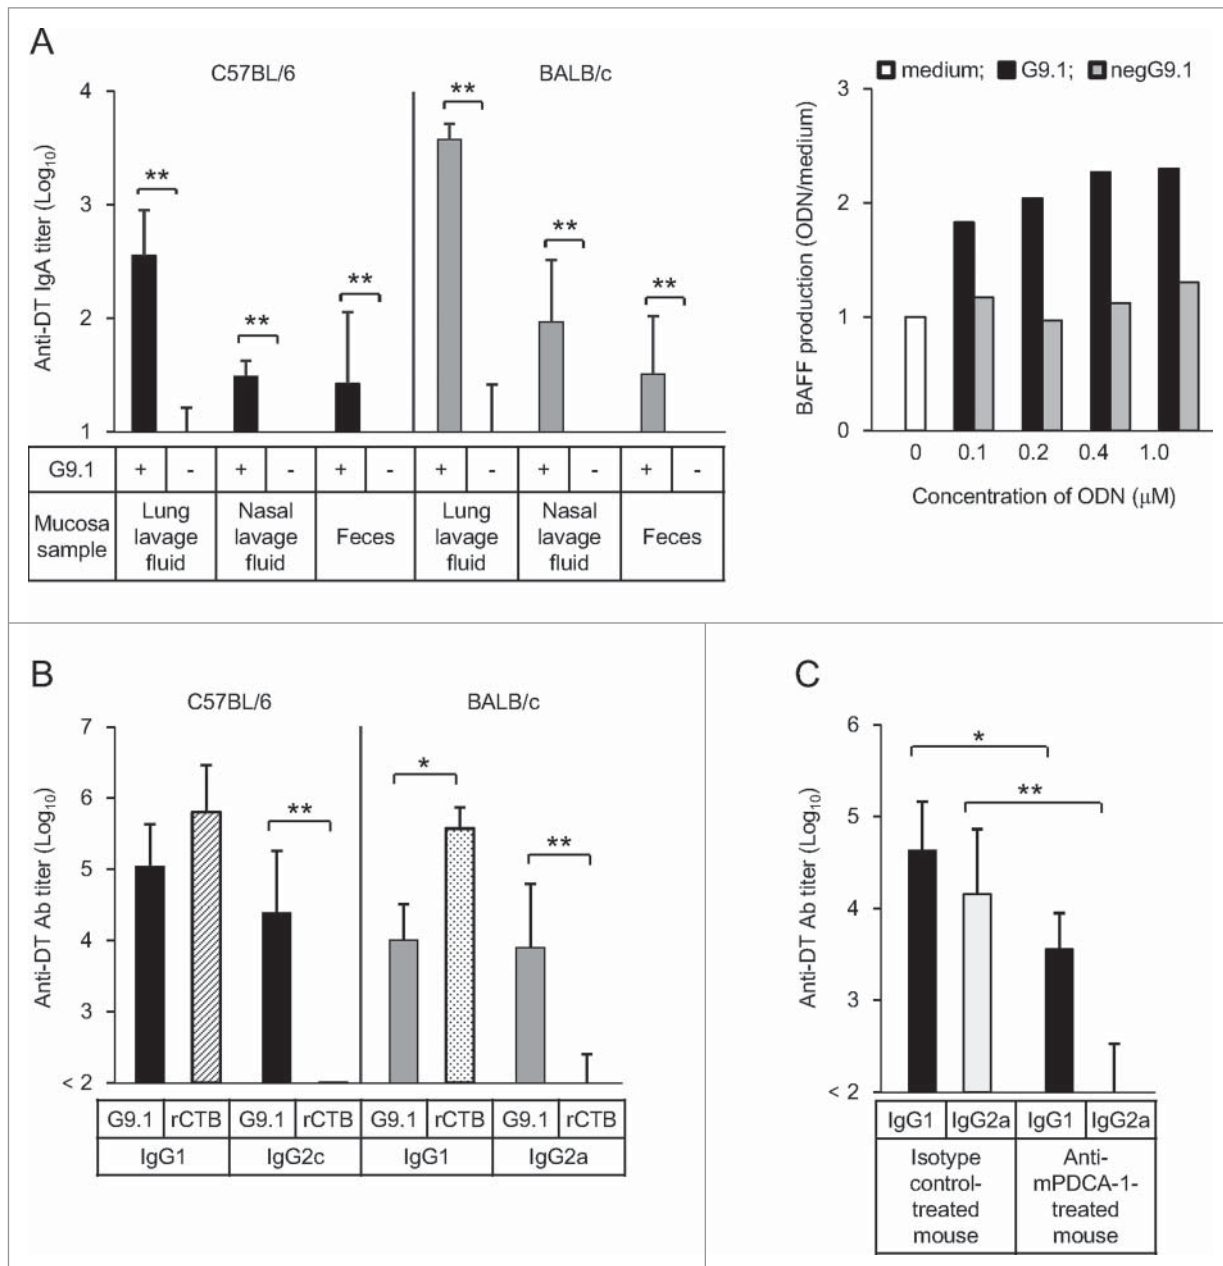 A
C57BL/6
BALB/c
4
3
2
1
Anti-DT IgA titer (Log10)
**
**
**
**
**
**
G9.1
+
-
+
-
+
-
+
-
+
-
+
-
Mucosa
sample
Lung
lavage
fluid
Nasal
lavage
fluid
Feces
Lung
lavage
fluid
Nasal
lavage
fluid
Feces
medium; G9.1; negG9.1
3
2
1
0
BAFF production (ODN/medium)
0 0.1 0.2 0.4 1.0
Concentration of ODN (μM)
B
C57BL/6
BALB/c
7
6
5
4
3
< 2
Anti-DT Ab titer (Log10)
**
*
**
G9.1 rCTB G9.1 rCTB G9.1 rCTB G9.1 rCTB
IgG1 IgG2c IgG1 IgG2a
C
6
5
4
3
< 2
Anti-DT Ab titer (Log10)
*
**
IgG1 IgG2a IgG1 IgG2a
Isotype
control-
treated
mouse
Anti-
mPDCA-1-
treated
mouse